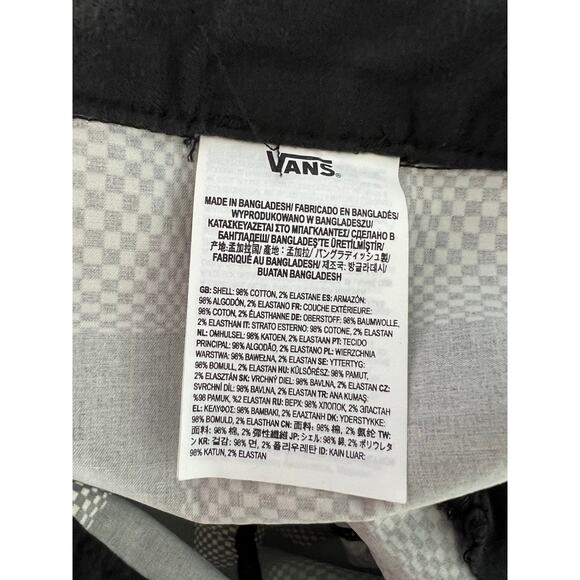 VANS
MADE IN BANGLADESH/ FABRICADO EN BANGLADÉS/
WYPRODUKOWANO W BANGLADESZU/
ΚΑΤΑΣΚΕΥΑΖΕΤΑΙ ΣΤΟ ΜΠΑΓΚΛΑΝΤΕΣ/ СДЕЛАНО В
БАНГЛАДЕШ/ BANGLADEŞ'TE ÜRETİLMİŞTİR/
产地:孟加拉国/ 產地:孟加拉/ バングラディッシュ製/
FABRIQUÉ AU BANGLADESH/ 제조국: 방글라데시/
BUATAN BANGLADESH
GB: SHELL: 98% COTTON, 2% ELASTANE ES: ARMAZÓN:
98% ALGODÓN, 2% ELASTANO FR: COUCHE EXTÉRIEURE:
98% COTON, 2% ÉLASTHANNE DE: OBERSTOFF: 98% BAUMWOLLE,
2% ELASTHAN IT: STRATO ESTERNO: 98% COTONE, 2% ELASTAN
NL: OMHULSEL: 98% KATOEN, 2% ELASTAAN PT: TECIDO
PRINCIPAL: 98% ALGODÃO, 2% ELASTANO PL: WIERZCHNIA
WARSTWA: 98% BAWEŁNA, 2% ELASTAN SE: YTTERTYG:
98% BOMULL, 2% ELASTAN HU: KÜLSŐRÉSZ: 98% PAMUT,
2% ELASZTÁN SK: VRCHNÝ DIEL: 98% BAVLNA, 2% ELASTAN CZ:
SVRCHNÍ DÍL: 98% BAVLNA, 2% ELASTAN TR: ANA KUMAŞ:
%98 PAMUK, %2 ELASTAN RU: ВЕРХ: 98% ХЛОПОК, 2% ЭЛАСТАН
EL: ΚΕΛΥΦΟΣ: 98% ΒΑΜΒΑΚΙ, 2% ΕΛΑΣΤΑΝΗ DK: YDERSTYKKE:
98% BOMULD, 2% ELASTHAN CN: 面料: 98% 棉, 2% 氨纶 TW:
面料: 98% 棉, 2% 彈性纖維 JP: シェル: 98% 綿, 2% ポリウレタ
ン KR: 겉감: 98% 면, 2% 폴리우레탄 ID: KAIN LUAR:
98% KATUN, 2% ELASTAN